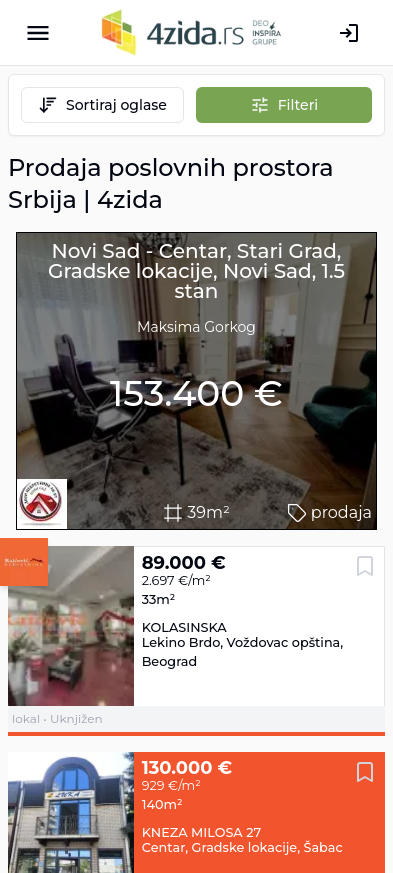 4zida.rs
DEO
INSPIRA
GRUPE
Sortiraj oglase
Filteri
Prodaja poslovnih prostora
Srbija | 4zida
Novi Sad - Centar, Stari Grad,
Gradske lokacije, Novi Sad, 1.5
stan
Maksima Gorkog
153.400 €
39m²
prodaja
89.000 €
2.697 €/m²
33m²
KOLASINSKA
Lekino Brdo, Voždovac opština,
Beograd
lokal • Uknjižen
130.000 €
929 €/m²
140m²
KNEZA MILOSA 27
Centar, Gradske lokacije, Šabac